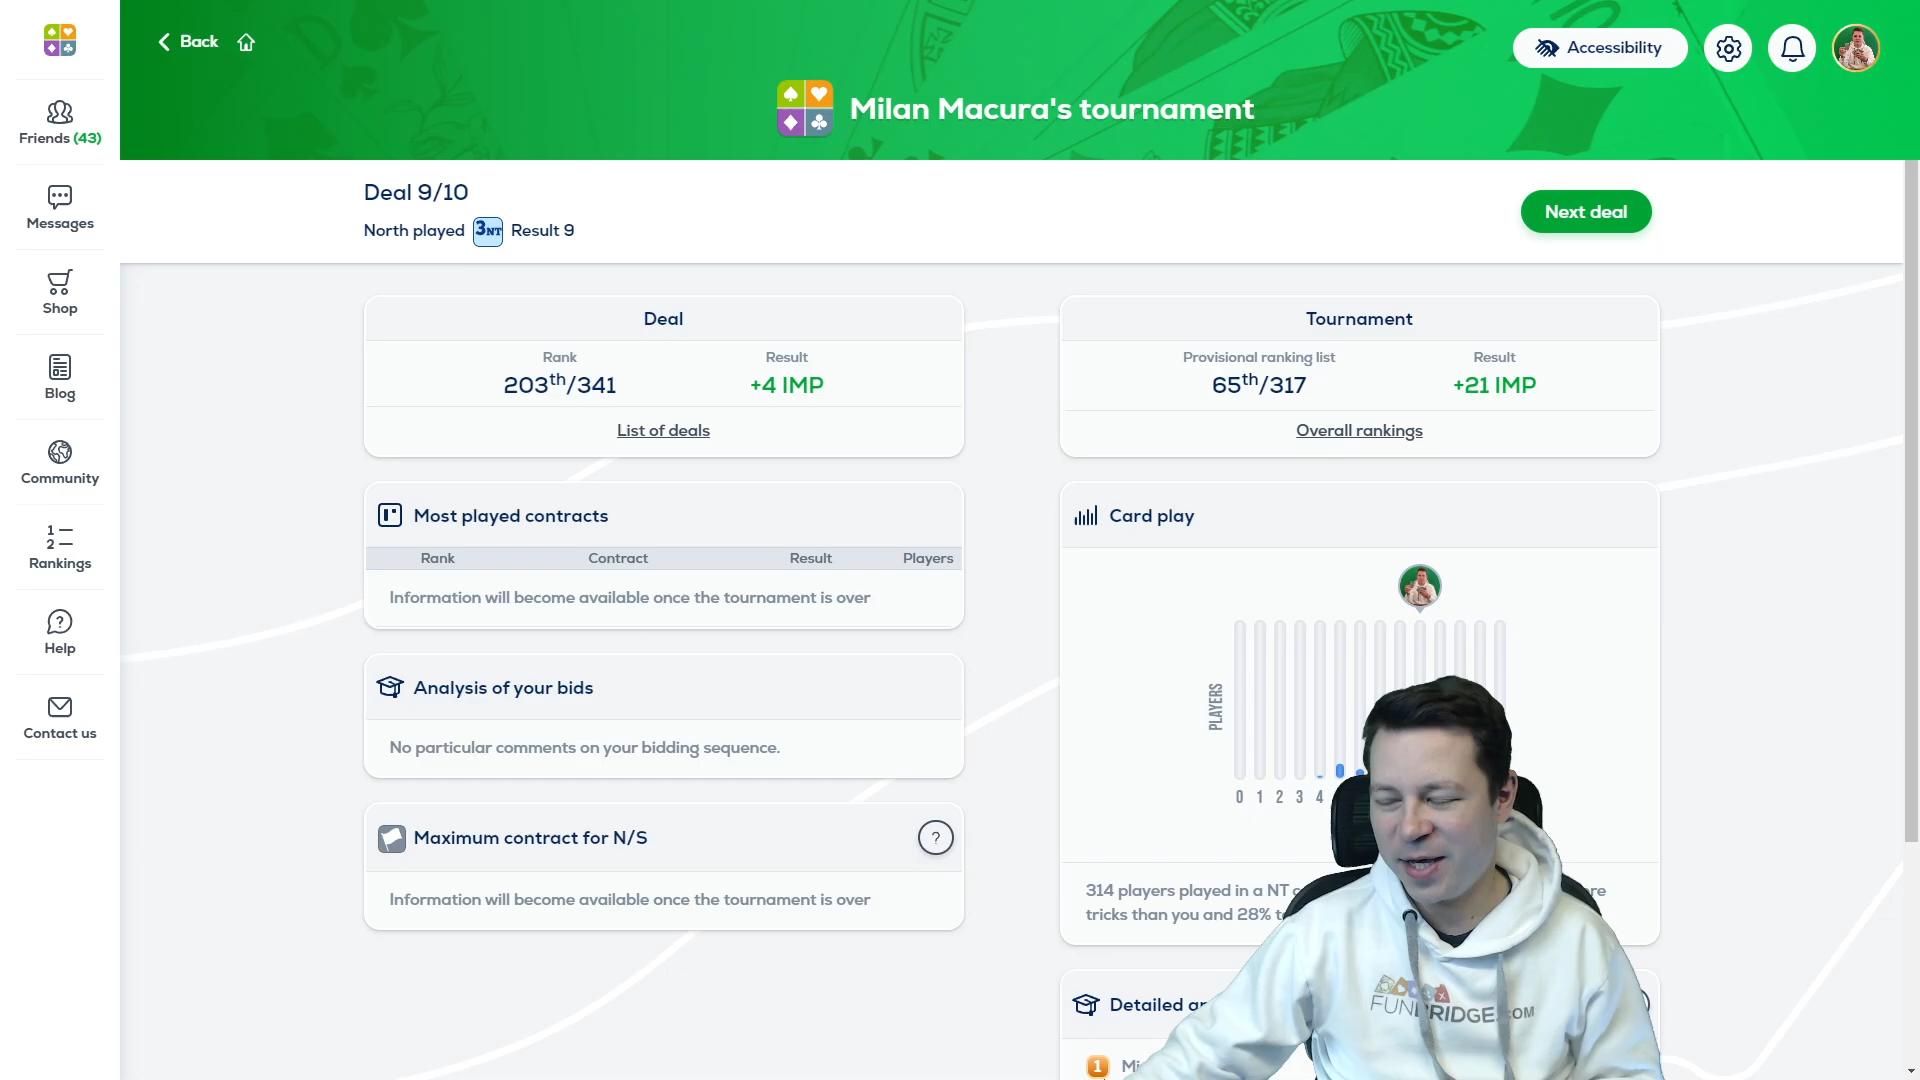 Back
Accessibility
Milan Macura's tournament
Friends (43)
Messages
Shop
Blog
Community
1
2
Rankings
Help
Contact us
Deal 9/10
North played 3NT Result 9
Next deal
Deal
Rank
Result
203th/341
+4 IMP
List of deals
Tournament
Provisional ranking list
Result
65th/317
+21 IMP
Overall rankings
Most played contracts
Rank Contract Result Players
Information will become available once the tournament is over
Analysis of your bids
No particular comments on your bidding sequence.
Maximum contract for N/S
?
Information will become available once the tournament is over
Card play
PLAYERS
0 1 2 3 4
314 players played in a NT
tricks than you and 28%
Detailed
1
FUNBRIDGE.COM